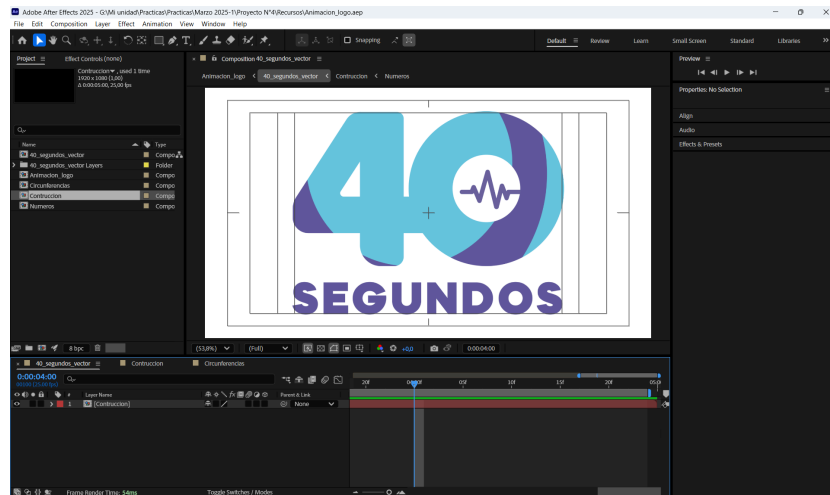 Adobe After Effects 2025 - G:\Mi unidad\Practicas\Practicas\Marzo 2025-1\Proyecto N°4\Recursos\Animacion_logo.aep
File Edit Composition Layer Effect Animation View Window Help
Snapping
Default Review Learn Small Screen Standard Libraries
Project Effect Controls (none)
Contruccion , used 1 time
1920 x 1080 (1,00)
Δ 0:00:05:00, 25,00 fps
Name Type
40_segundos_vector Compo
40_segundos_vector Layers Folder
Animacion_logo Compo
Circunferencias Compo
Contruccion Compo
Numeros Compo
8 bpc
Composition 40_segundos_vector
Animacion_logo 40_segundos_vector Contruccion Numeros
40
SEGUNDOS
(53,8%) (Full) +0,0 0:00:04:00
Preview
Properties: No Selection
Align
Audio
Effects & Presets
40_segundos_vector Contruccion Circunferencias
0:00:04:00
20f 05f 10f 15f 20f
# Layer Name Parent & Link
1 [Contruccion] None
Frame Render Time: 54ms Toggle Switches / Modes